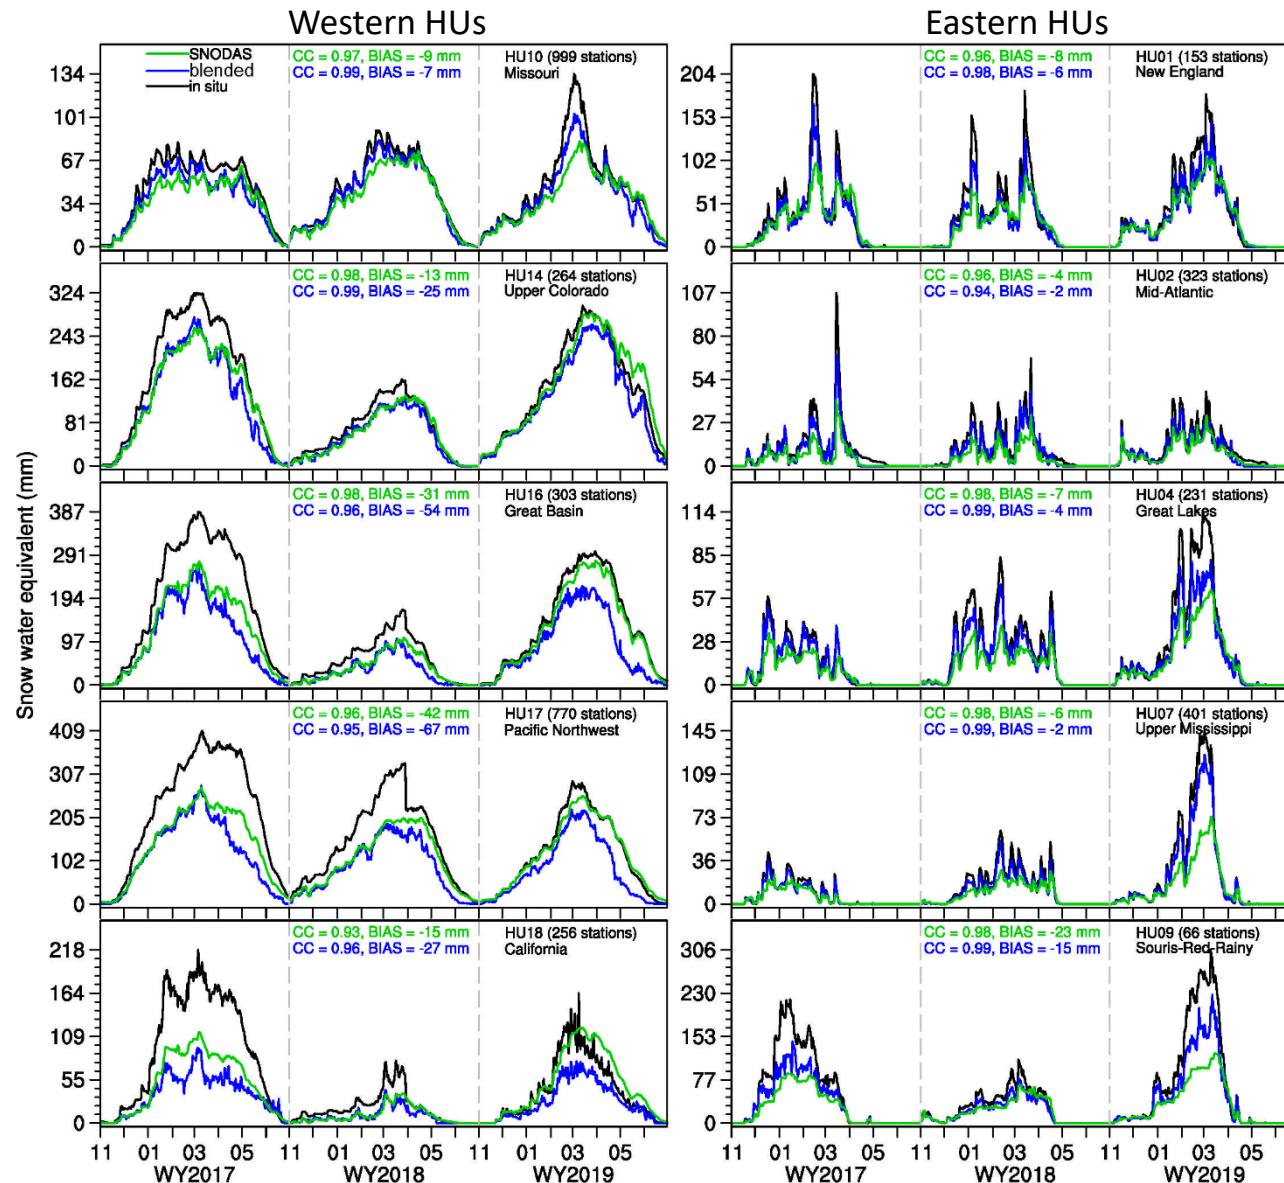 Western HUs
Eastern HUs
Snow water equivalent (mm)
SNODAS
blended
in situ
CC = 0.97, BIAS = -9 mm
CC = 0.99, BIAS = -7 mm
HU10 (999 stations)
Missouri
134
101
67
34
0
CC = 0.96, BIAS = -8 mm
CC = 0.98, BIAS = -6 mm
HU01 (153 stations)
New England
204
153
102
51
0
CC = 0.98, BIAS = -13 mm
CC = 0.99, BIAS = -25 mm
HU14 (264 stations)
Upper Colorado
324
243
162
81
0
CC = 0.96, BIAS = -4 mm
CC = 0.94, BIAS = -2 mm
HU02 (323 stations)
Mid-Atlantic
107
80
54
27
0
CC = 0.98, BIAS = -31 mm
CC = 0.96, BIAS = -54 mm
HU16 (303 stations)
Great Basin
387
291
194
97
0
CC = 0.98, BIAS = -7 mm
CC = 0.99, BIAS = -4 mm
HU04 (231 stations)
Great Lakes
114
85
57
28
0
CC = 0.96, BIAS = -42 mm
CC = 0.95, BIAS = -67 mm
HU17 (770 stations)
Pacific Northwest
409
307
205
102
0
CC = 0.98, BIAS = -6 mm
CC = 0.99, BIAS = -2 mm
HU07 (401 stations)
Upper Mississippi
145
109
73
36
0
CC = 0.93, BIAS = -15 mm
CC = 0.96, BIAS = -27 mm
HU18 (256 stations)
California
218
164
109
55
0
CC = 0.98, BIAS = -23 mm
CC = 0.99, BIAS = -15 mm
HU09 (66 stations)
Souris-Red-Rainy
306
230
153
77
0
11 01 03 05 11 01 03 05 11 01 03 05
WY2017 WY2018 WY2019
11 01 03 05 11 01 03 05 11 01 03 05
WY2017 WY2018 WY2019